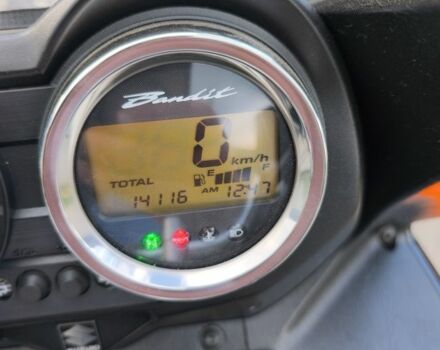 Bandit
0
km/h
E F
TOTAL
14116 AM 12:47